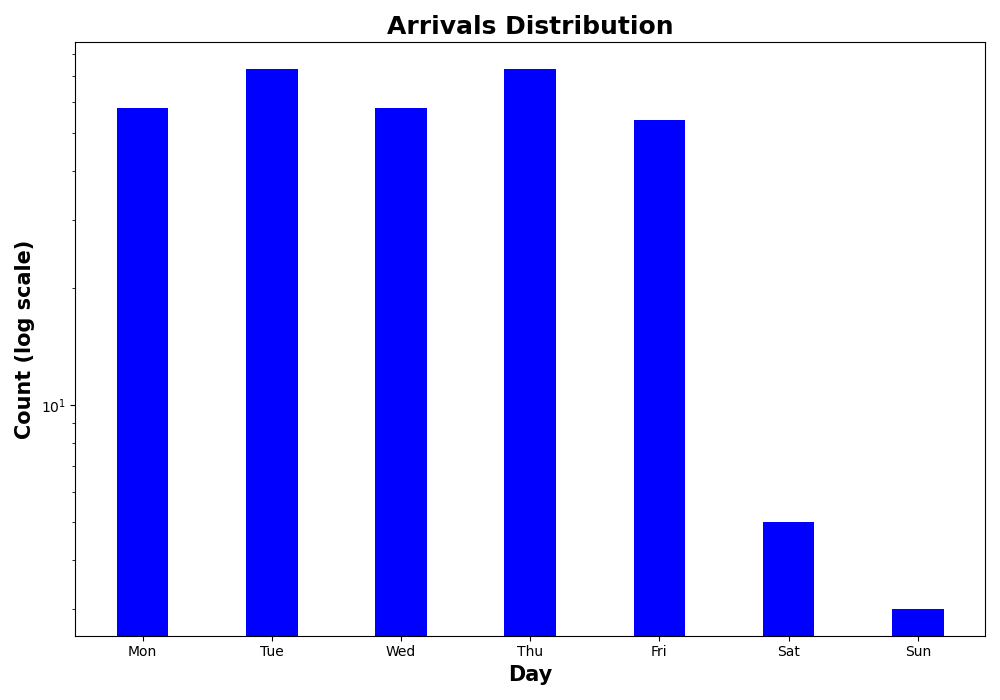 Arrivals Distribution
Count (log scale)
10¹
Mon Tue Wed Thu Fri Sat Sun
Day